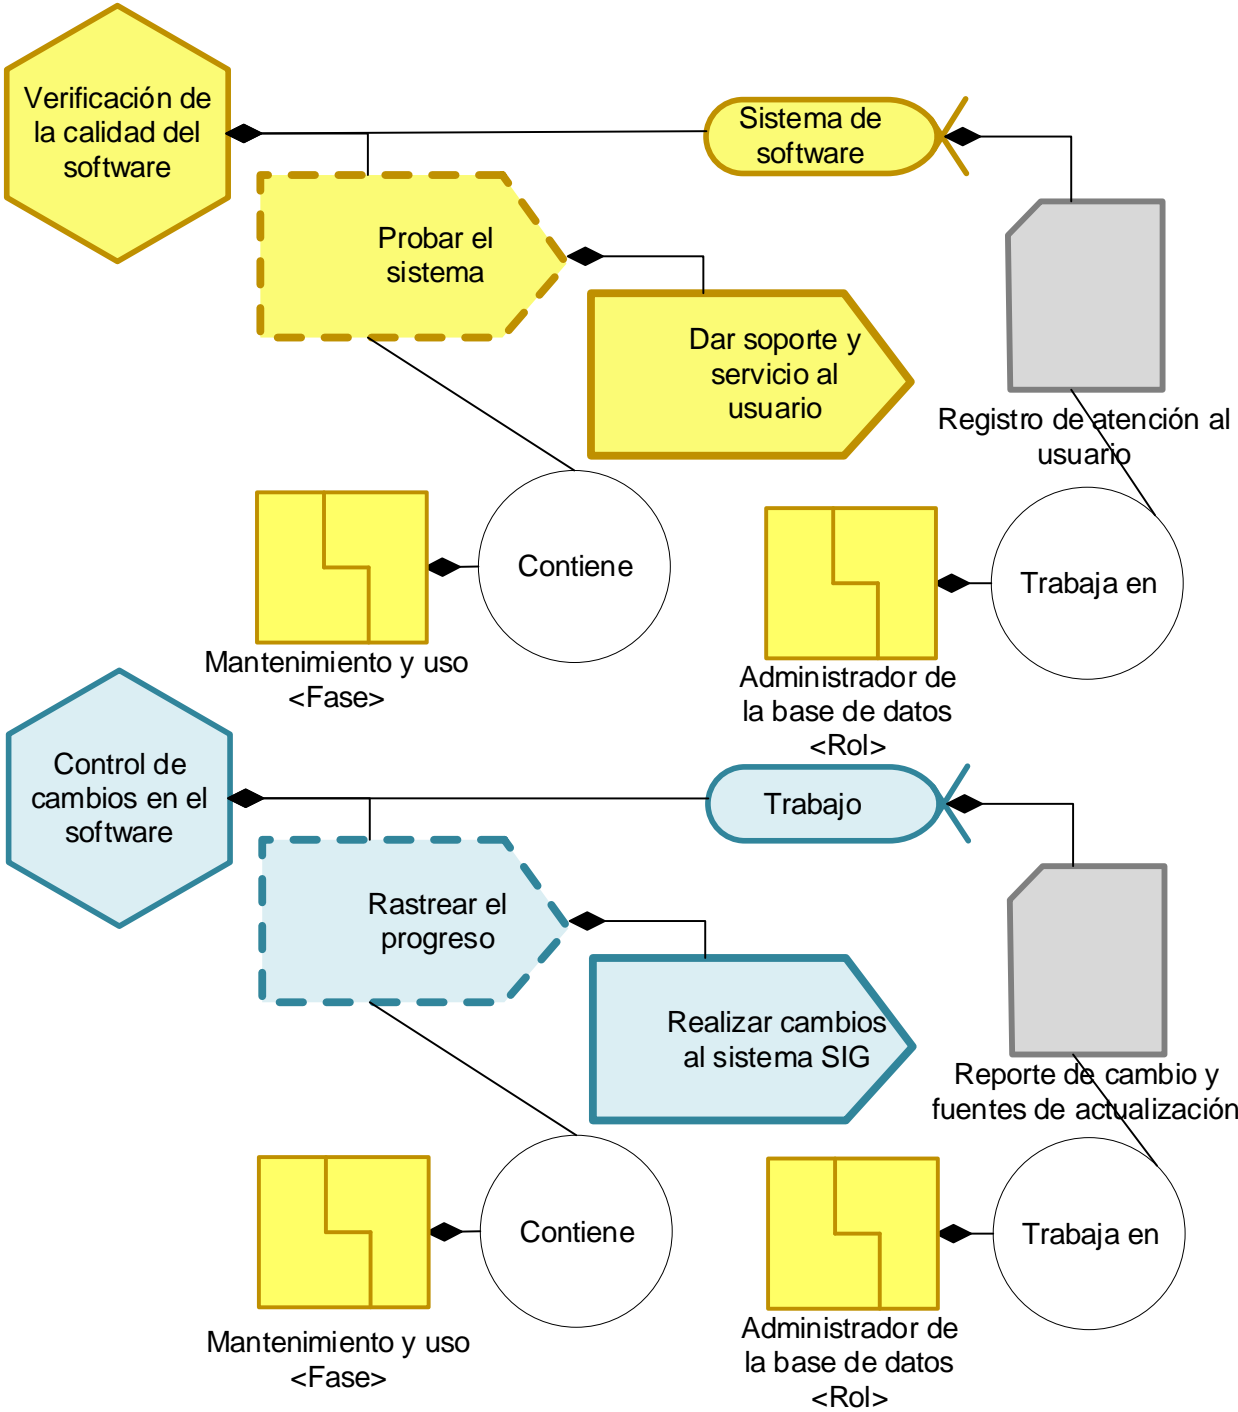 Verificación de
la calidad del
software
Sistema de
software
Probar el
sistema
Dar soporte y
servicio al
usuario
Registro de atención al
usuario
Contiene
Trabaja en
Mantenimiento y uso
<Fase>
Administrador de
la base de datos
<Rol>
Control de
cambios en el
software
Trabajo
Rastrear el
progreso
Realizar cambios
al sistema SIG
Reporte de cambio y
fuentes de actualización
Contiene
Trabaja en
Mantenimiento y uso
<Fase>
Administrador de
la base de datos
<Rol>